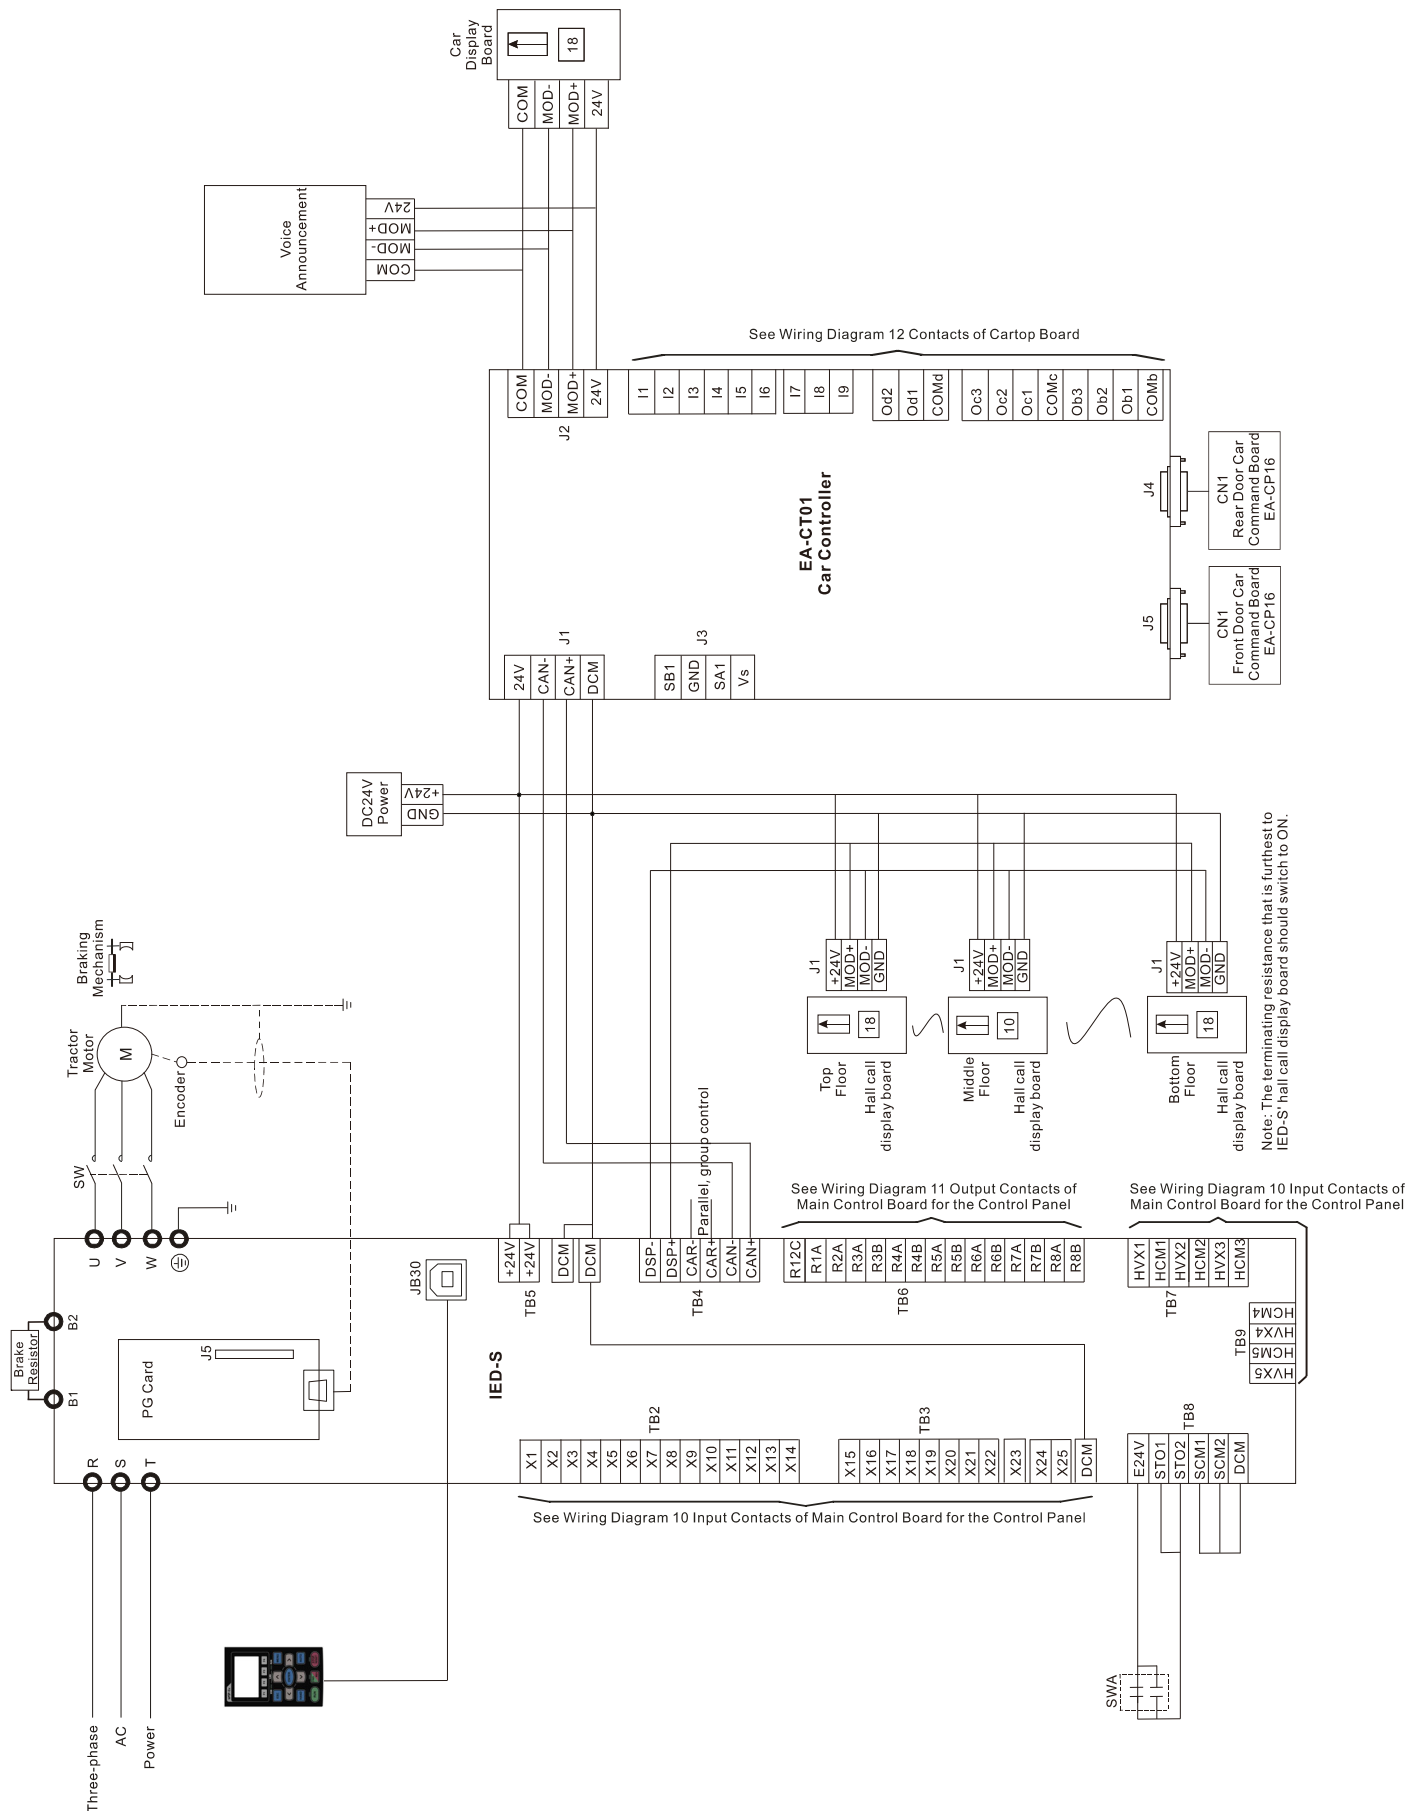 Car
Display
Board
18
COM
MOD-
MOD+
24V
Voice
Announcement
24V
MOD+
MOD-
COM
See Wiring Diagram 12 Contacts of Cartop Board
COM
MOD-
MOD+
24V
J2
I1
I2
I3
I4
I5
I6
I7
I8
I9
Od2
Od1
COMd
Oc3
Oc2
Oc1
COMc
Ob3
Ob2
Ob1
COMb
EA-CT01
Car Controller
J4
CN1
Rear Door Car
Command Board
EA-CP16
J5
CN1
Front Door Car
Command Board
EA-CP16
J1
24V
CAN-
CAN+
DCM
J3
SB1
GND
SA1
Vs
DC24V
Power
+24V
GND
Braking
Mechanism
Tractor
Motor
M
Encoder
SW
J1
+24V
MOD+
MOD-
GND
18
Top
Floor
Hall call
display board
J1
+24V
MOD+
MOD-
GND
10
Middle
Floor
Hall call
display board
J1
+24V
MOD+
MOD-
GND
18
Bottom
Floor
Hall call
display board
Note: The terminating resistance that is furthest to
IED-S' hall call display board should switch to ON.
Parallel, group control
See Wiring Diagram 11 Output Contacts of
Main Control Board for the Control Panel
See Wiring Diagram 10 Input Contacts of
Main Control Board for the Control Panel
U
V
W
B2
B1
Brake
Resistor
PG Card
J5
JB30
IED-S
+24V
+24V
TB5
DCM
DCM
DSP-
DSP+
CAR-
CAR+
CAN-
CAN+
TB4
R12C
R1A
R2A
R3A
R3B
R4A
R4B
R5A
R5B
R6A
R6B
R7A
R7B
R8A
R8B
TB6
HVX1
HCM1
HVX2
HCM2
HVX3
HCM3
TB7
HCM4
HVX4
HCM5
HVX5
TB9
R
S
T
TB2
X1
X2
X3
X4
X5
X6
X7
X8
X9
X10
X11
X12
X13
X14
TB3
X15
X16
X17
X18
X19
X20
X21
X22
X23
X24
X25
DCM
TB8
E24V
STO1
STO2
SCM1
SCM2
DCM
See Wiring Diagram 10 Input Contacts of Main Control Board for the Control Panel
SWA
Three-phase
AC
Power